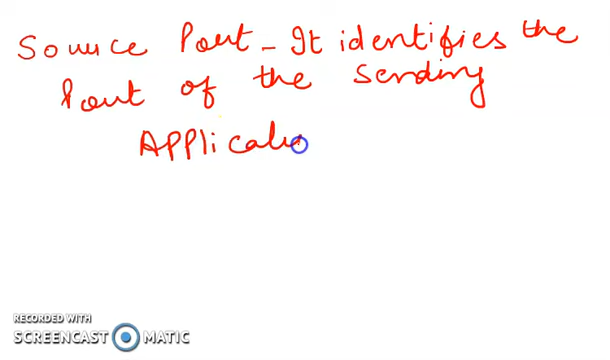 Source Port - It identifies the
Port of the sending
Applicati
RECORDED WITH
SCREENCAST MATIC